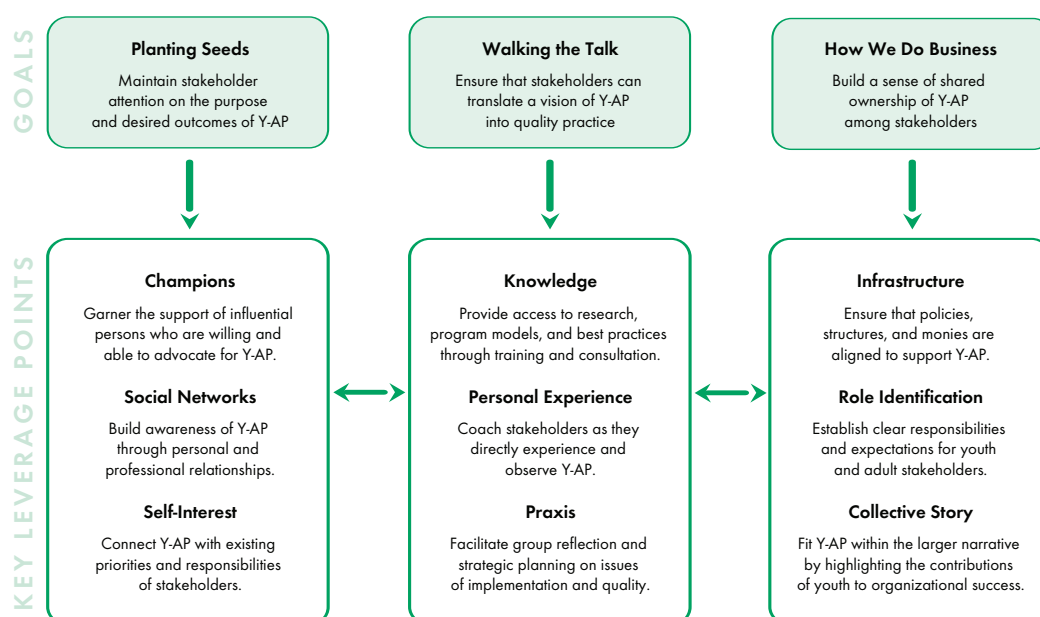 GOALS
Planting Seeds
Maintain stakeholder
attention on the purpose
and desired outcomes of Y-AP
Walking the Talk
Ensure that stakeholders can
translate a vision of Y-AP
into quality practice
How We Do Business
Build a sense of shared
ownership of Y-AP
among stakeholders
KEY LEVERAGE POINTS
Champions
Garner the support of influential
persons who are willing and
able to advocate for Y-AP.
Social Networks
Build awareness of Y-AP
through personal and
professional relationships.
Self-Interest
Connect Y-AP with existing
priorities and responsibilities
of stakeholders.
Knowledge
Provide access to research,
program models, and best practices
through training and consultation.
Personal Experience
Coach stakeholders as they
directly experience and
observe Y-AP.
Praxis
Facilitate group reflection and
strategic planning on issues
of implementation and quality.
Infrastructure
Ensure that policies,
structures, and monies are
aligned to support Y-AP.
Role Identification
Establish clear responsibilities
and expectations for youth
and adult stakeholders.
Collective Story
Fit Y-AP within the larger narrative
by highlighting the contributions
of youth to organizational success.